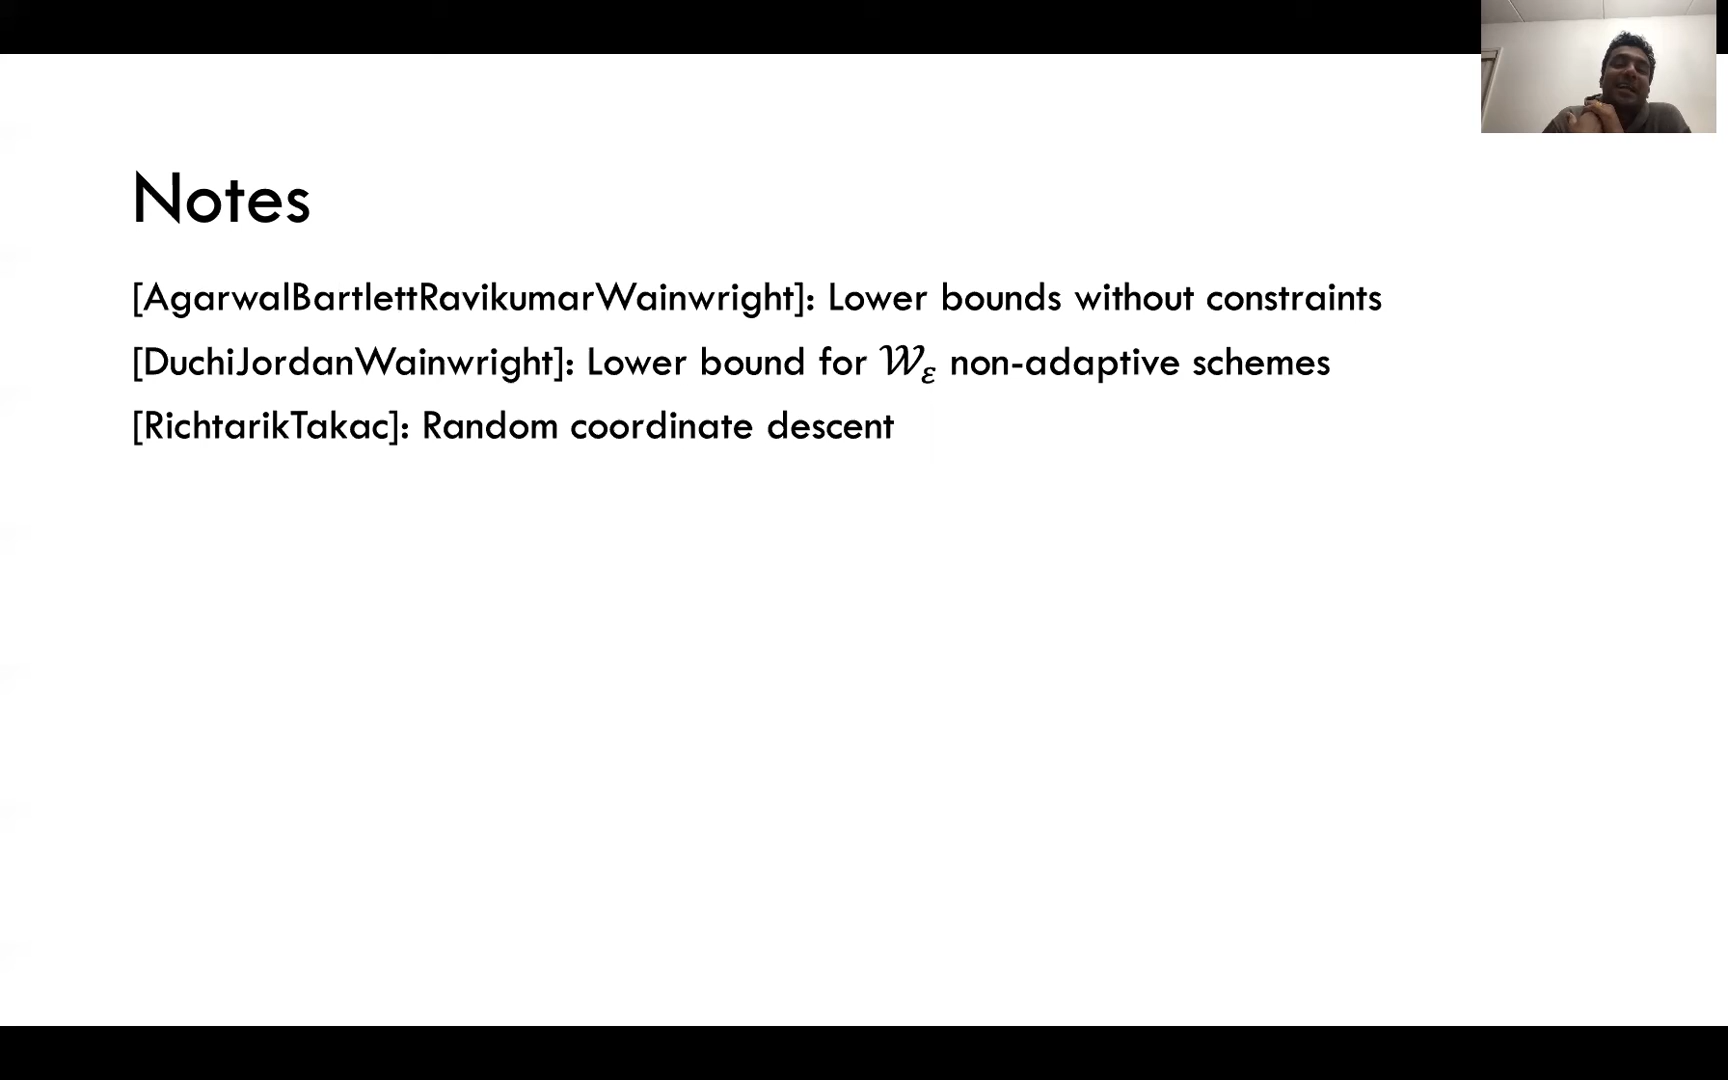 Notes
[AgarwalBartlettRavikumarWainwright]: Lower bounds without constraints
[DuchiJordanWainwright]: Lower bound for 𝒲_ε non-adaptive schemes
[RichtarikTakac]: Random coordinate descent